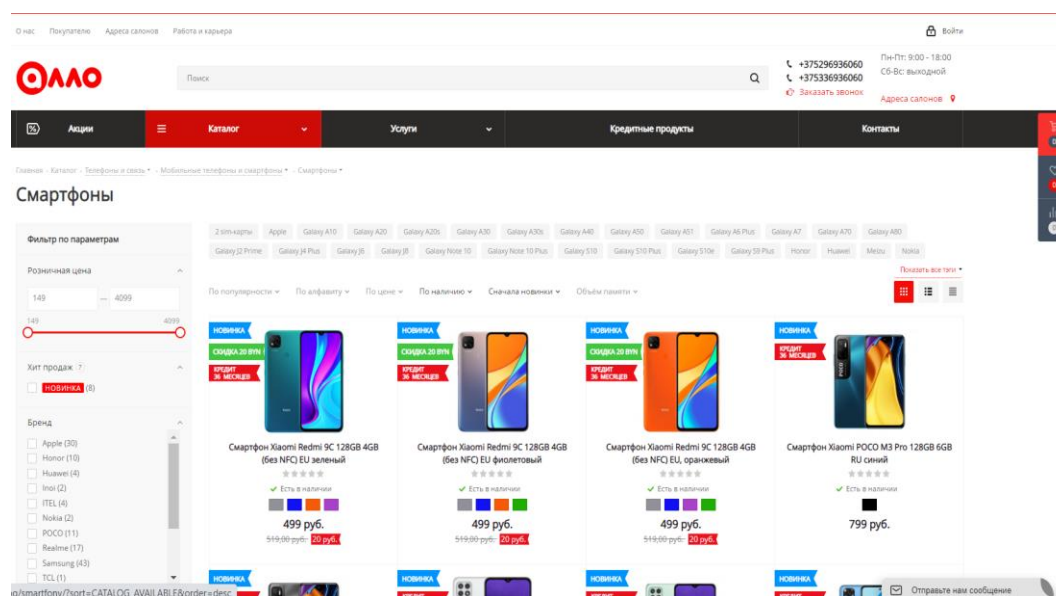 О нас Покупателю Адреса салонов Работа и карьера
Войти
алло
Поиск
+375296936060
+375336936060
Заказать звонок
Пн-Пт: 9:00 - 18:00
Сб-Вс: выходной
Адреса салонов
Акции Каталог Услуги Кредитные продукты Контакты
Главная - Каталог - Телефоны и связь - Мобильные телефоны и смартфоны - Смартфоны
Смартфоны
Фильтр по параметрам
Розничная цена
149 — 4099
149 4099
Хит продаж ?
НОВИНКА (8)
Бренд
Apple (30)
Honor (10)
Huawei (4)
Inoi (2)
ITEL (4)
Nokia (2)
POCO (11)
Realme (17)
Samsung (43)
TCL (1)
2 sim-карты Apple Galaxy A10 Galaxy A20 Galaxy A20s Galaxy A30 Galaxy A30s Galaxy A40 Galaxy A50 Galaxy A51 Galaxy A6 Plus Galaxy A7 Galaxy A70 Galaxy A80
Galaxy J2 Prime Galaxy J4 Plus Galaxy J6 Galaxy J8 Galaxy Note 10 Galaxy Note 10 Plus Galaxy S10 Galaxy S10 Plus Galaxy S10e Galaxy S9 Plus Honor Huawei Meizu Nokia
Показать все тэги
По популярности По алфавиту По цене По наличию Сначала новинки Объём памяти
НОВИНКА НОВИНКА НОВИНКА НОВИНКА
СКИДКА 20 BYN СКИДКА 20 BYN СКИДКА 20 BYN КРЕДИТ 36 МЕСЯЦЕВ
КРЕДИТ 36 МЕСЯЦЕВ КРЕДИТ 36 МЕСЯЦЕВ КРЕДИТ 36 МЕСЯЦЕВ
Смартфон Xiaomi Redmi 9C 128GB 4GB
(без NFC) EU зеленый
Есть в наличии
499 руб.
519,00 руб. 20 руб.
Смартфон Xiaomi Redmi 9C 128GB 4GB
(без NFC) EU фиолетовый
Есть в наличии
499 руб.
519,00 руб. 20 руб.
Смартфон Xiaomi Redmi 9C 128GB 4GB
(без NFC) EU, оранжевый
Есть в наличии
499 руб.
519,00 руб. 20 руб.
Смартфон Xiaomi POCO M3 Pro 128GB 6GB
RU синий
Есть в наличии
799 руб.
НОВИНКА НОВИНКА НОВИНКА НОВИНКА
Отправьте нам сообщение
o/smartfony/?sort=CATALOG_AVAILABLE&order=desc